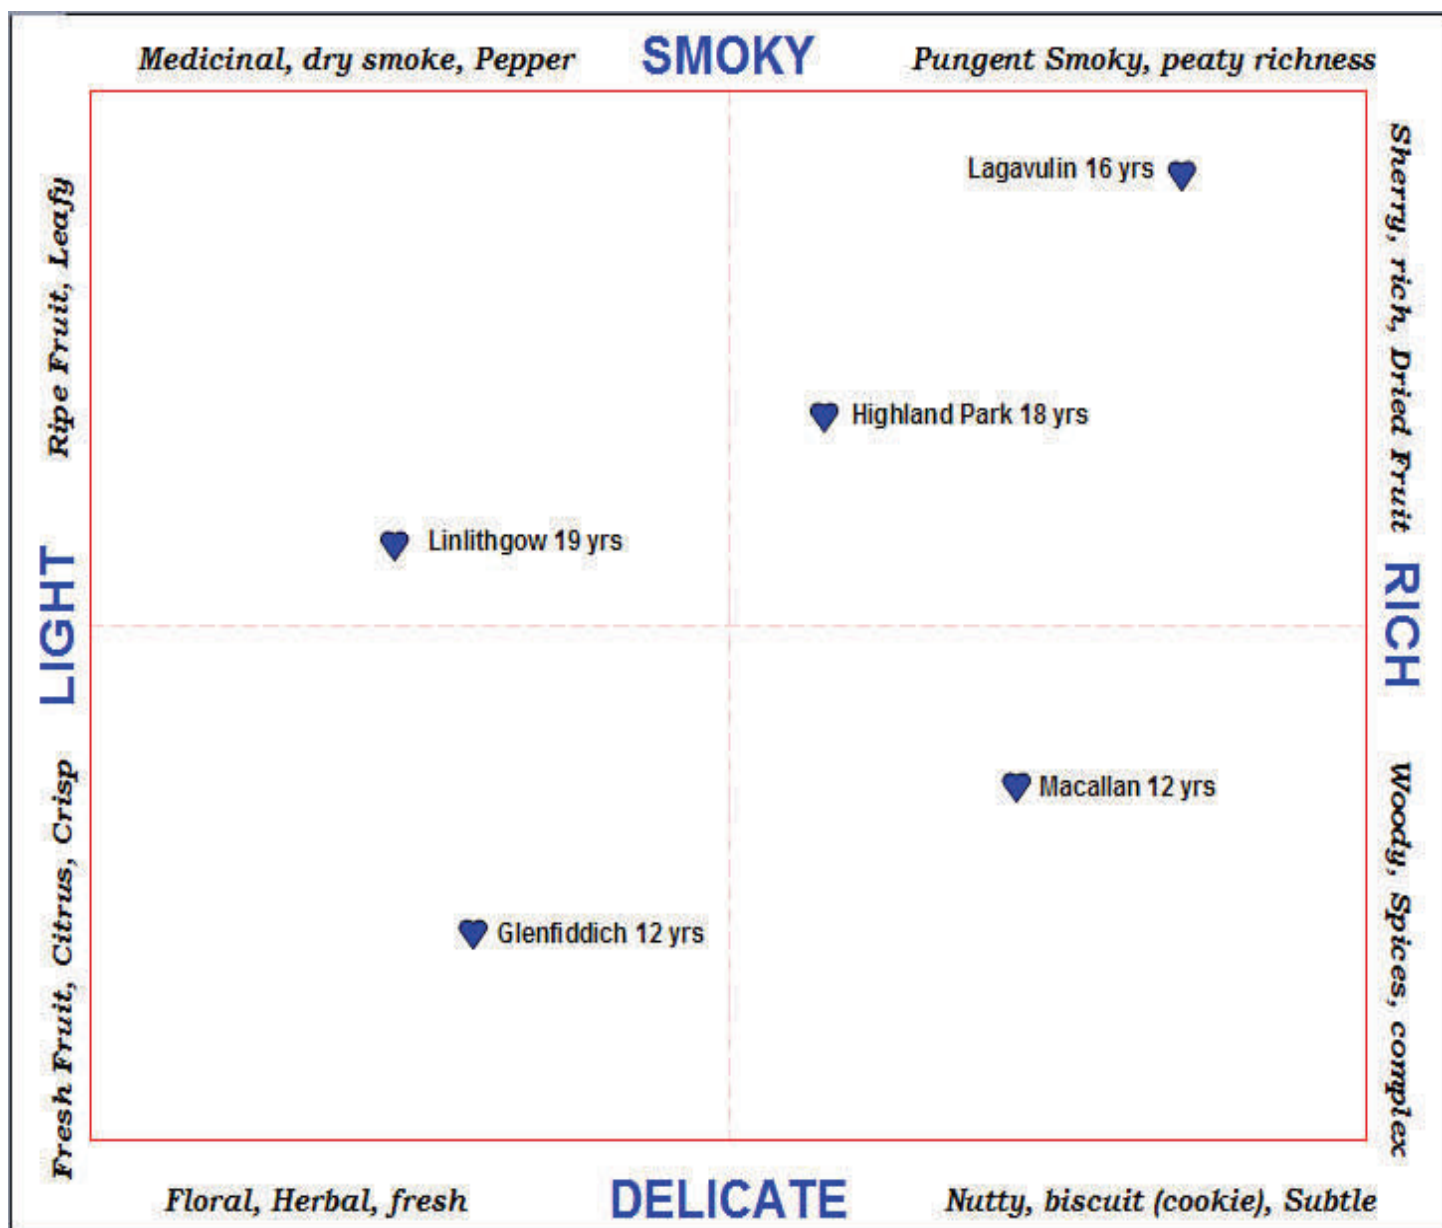 Medicinal, dry smoke, Pepper
SMOKY
Pungent Smoky, peaty richness
Ripe Fruit, Leafy
LIGHT
Fresh Fruit, Citrus, Crisp
Lagavulin 16 yrs
Highland Park 18 yrs
Linlithgow 19 yrs
Macallan 12 yrs
Glenfiddich 12 yrs
Sherry, rich, Dried Fruit
RICH
Woody, Spices, complex
Floral, Herbal, fresh
DELICATE
Nutty, biscuit (cookie), Subtle